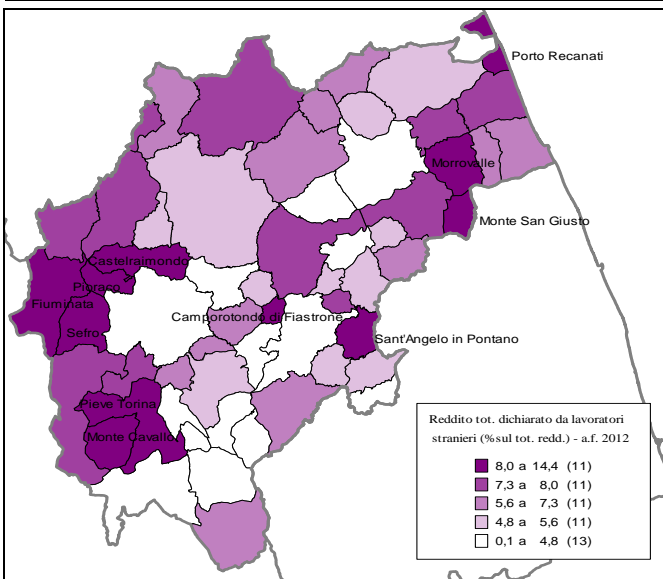 Porto Recanati
Morrovalle
Monte San Giusto
Castelraimondo
Pioraco
Fiuminata
Camporotondo di Fiastrone
Sefro
Sant'Angelo in Pontano
Pieve Torina
Monte Cavallo
Reddito tot. dichiarato da lavoratori
stranieri (% sul tot. redd.) - a.f. 2012
8,0 a 14,4 (11)
7,3 a 8,0 (11)
5,6 a 7,3 (11)
4,8 a 5,6 (11)
0,1 a 4,8 (13)